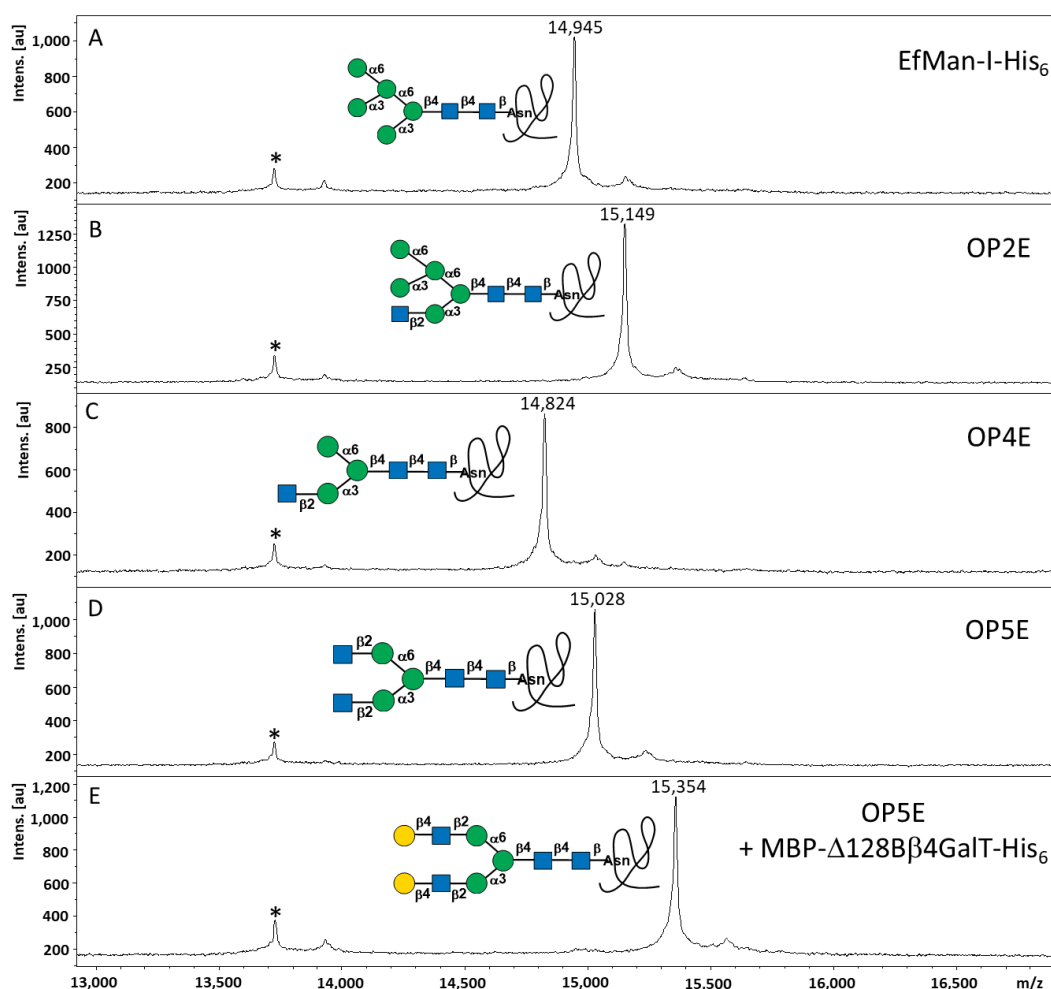 A
14,945
EfMan-I-His6
Intens. [au]
1,000
800
600
400
200
α6
α3
α6
α3
β4
β4
β
Asn
*
B
15,149
OP2E
1250
1000
750
500
250
α6
α3
α6
β2
α3
β4
β4
β
Asn
*
C
14,824
OP4E
800
600
400
200
α6
β2
α3
β4
β4
β
Asn
*
D
15,028
OP5E
Intens. [au]
1,000
800
600
400
200
β2
α6
β2
α3
β4
β4
β
Asn
*
E
15,354
OP5E
+ MBP-Δ128Bβ4GalT-His6
Intens. [au]
1,200
1,000
800
600
400
200
β4
β2
α6
β4
β2
α3
β4
β4
β
Asn
*
13,000 13,500 14,000 14,500 15,000 15,500 16,000 16,500 m/z